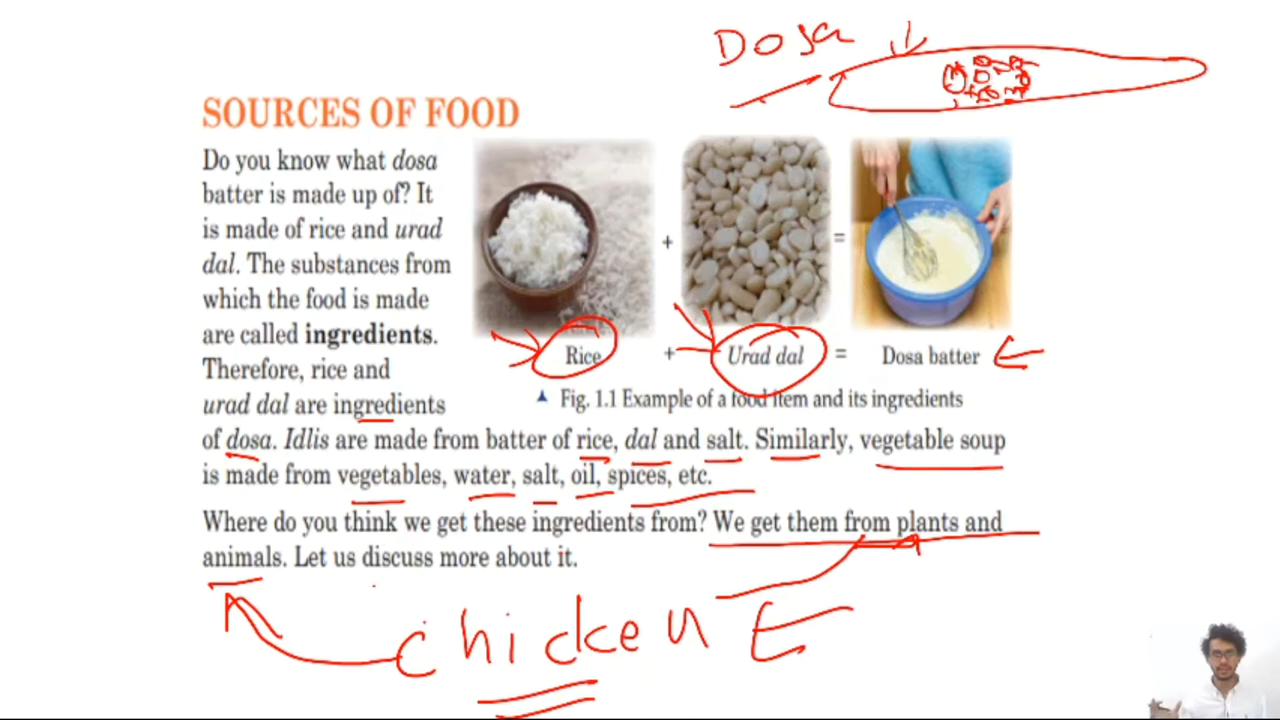 Dosa
SOURCES OF FOOD
Do you know what dosa
batter is made up of? It
is made of rice and urad
dal. The substances from
which the food is made
are called ingredients.
Therefore, rice and
urad dal are ingredients
of dosa. Idlis are made from batter of rice, dal and salt. Similarly, vegetable soup
is made from vegetables, water, salt, oil, spices, etc.
Where do you think we get these ingredients from? We get them from plants and
animals. Let us discuss more about it.
+ =
Rice + Urad dal = Dosa batter
Fig. 1.1 Example of a food item and its ingredients
Chicken